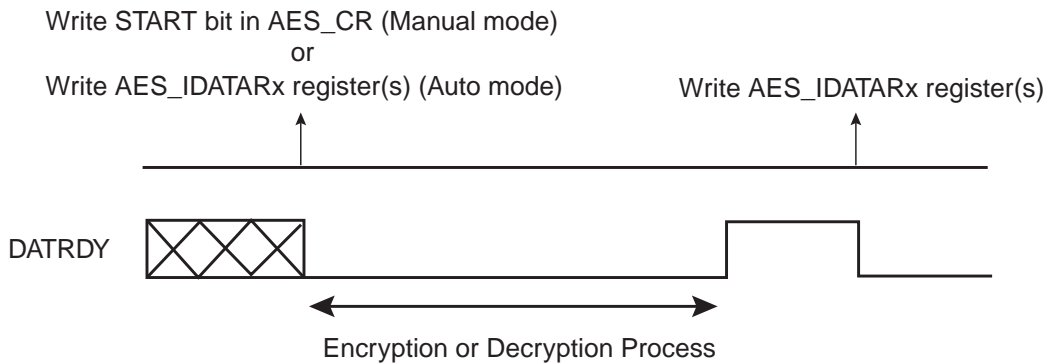 Write START bit in AES_CR (Manual mode)
or
Write AES_IDATARx register(s) (Auto mode)
Write AES_IDATARx register(s)
DATRDY
Encryption or Decryption Process